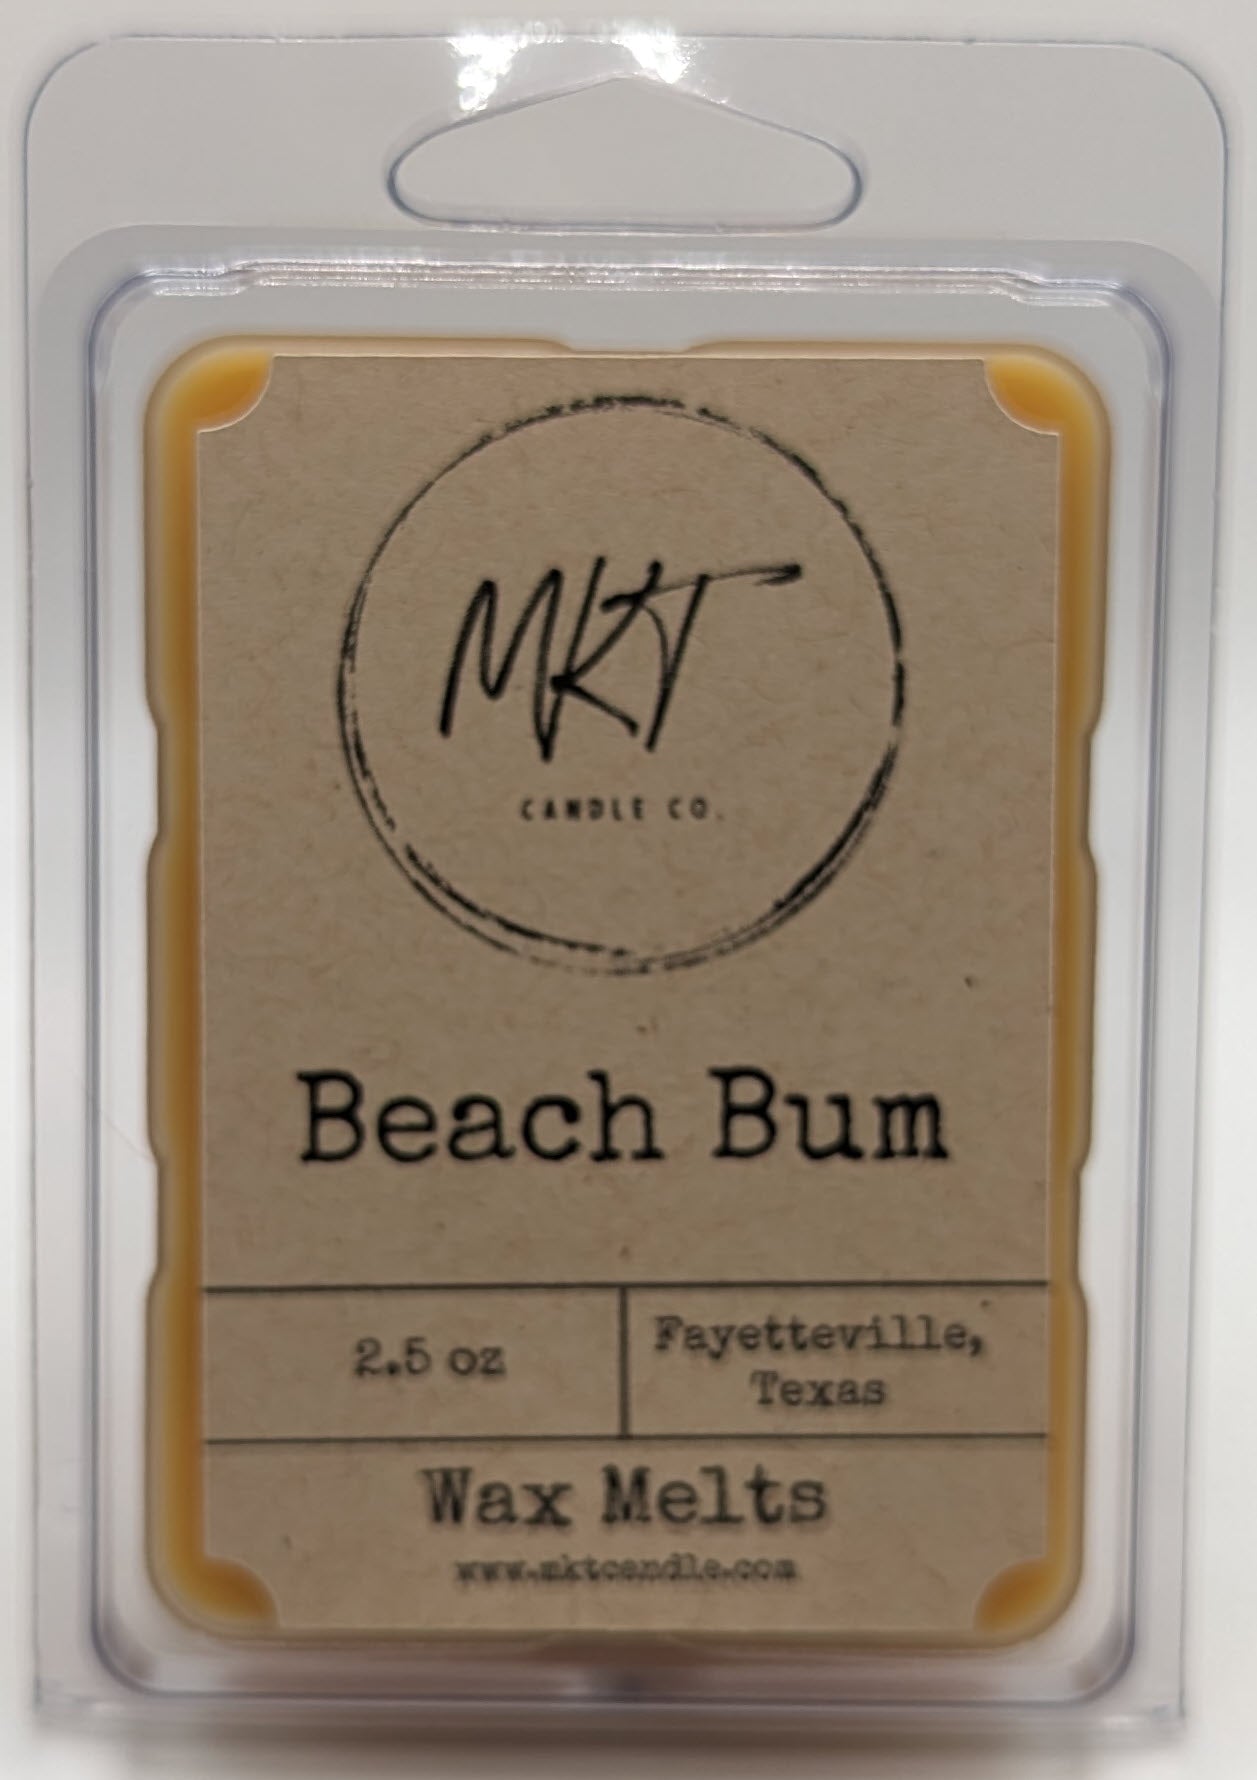 MKT
CANDLE CO.
Beach Bum
2.5 oz
Fayetteville,
Texas
Wax Melts
www.mktcandle.com